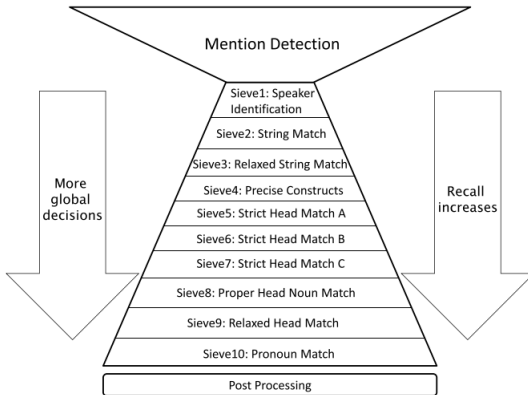 Mention Detection
Sieve1: Speaker
Identification
Sieve2: String Match
Sieve3: Relaxed String Match
Sieve4: Precise Constructs
Sieve5: Strict Head Match A
Sieve6: Strict Head Match B
Sieve7: Strict Head Match C
Sieve8: Proper Head Noun Match
Sieve9: Relaxed Head Match
Sieve10: Pronoun Match
Post Processing
More
global
decisions
Recall
increases